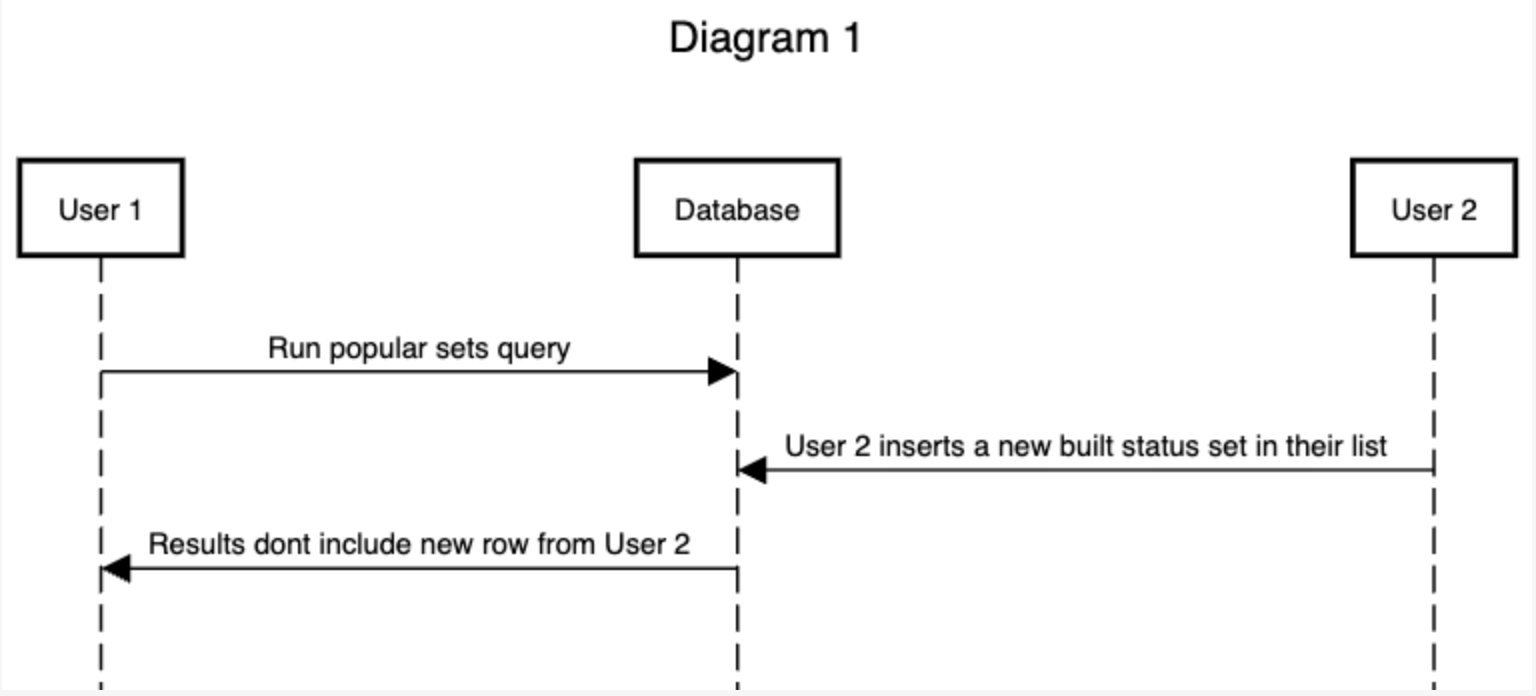 Diagram 1
User 1
Database
User 2
Run popular sets query
User 2 inserts a new built status set in their list
Results dont include new row from User 2